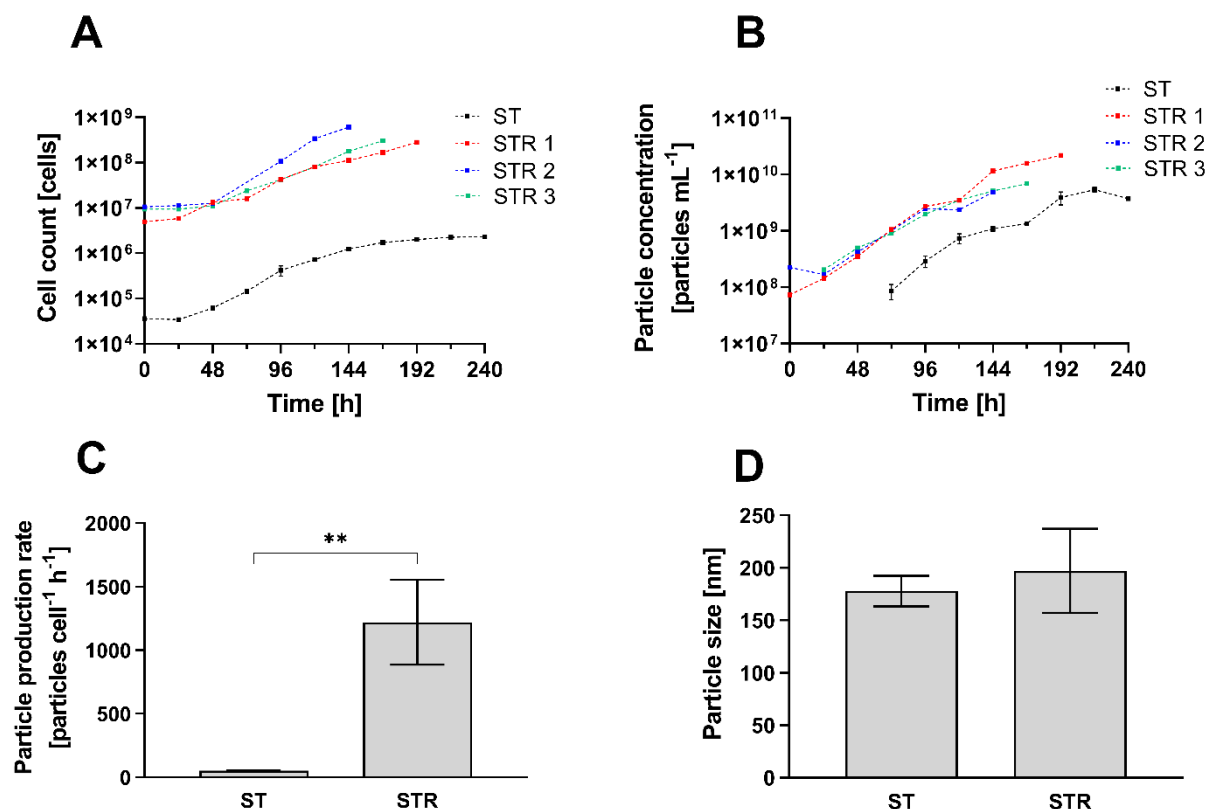 A
Cell count [cells]
1×10⁹
1×10⁸
1×10⁷
1×10⁶
1×10⁵
1×10⁴
0 48 96 144 192 240
Time [h]
ST
STR 1
STR 2
STR 3
B
Particle concentration
[particles mL⁻¹]
1×10¹¹
1×10¹⁰
1×10⁹
1×10⁸
1×10⁷
0 48 96 144 192 240
Time [h]
ST
STR 1
STR 2
STR 3
C
Particle production rate
[particles cell⁻¹ h⁻¹]
2000
1500
1000
500
0
**
ST STR
D
Particle size [nm]
250
200
150
100
50
0
ST STR